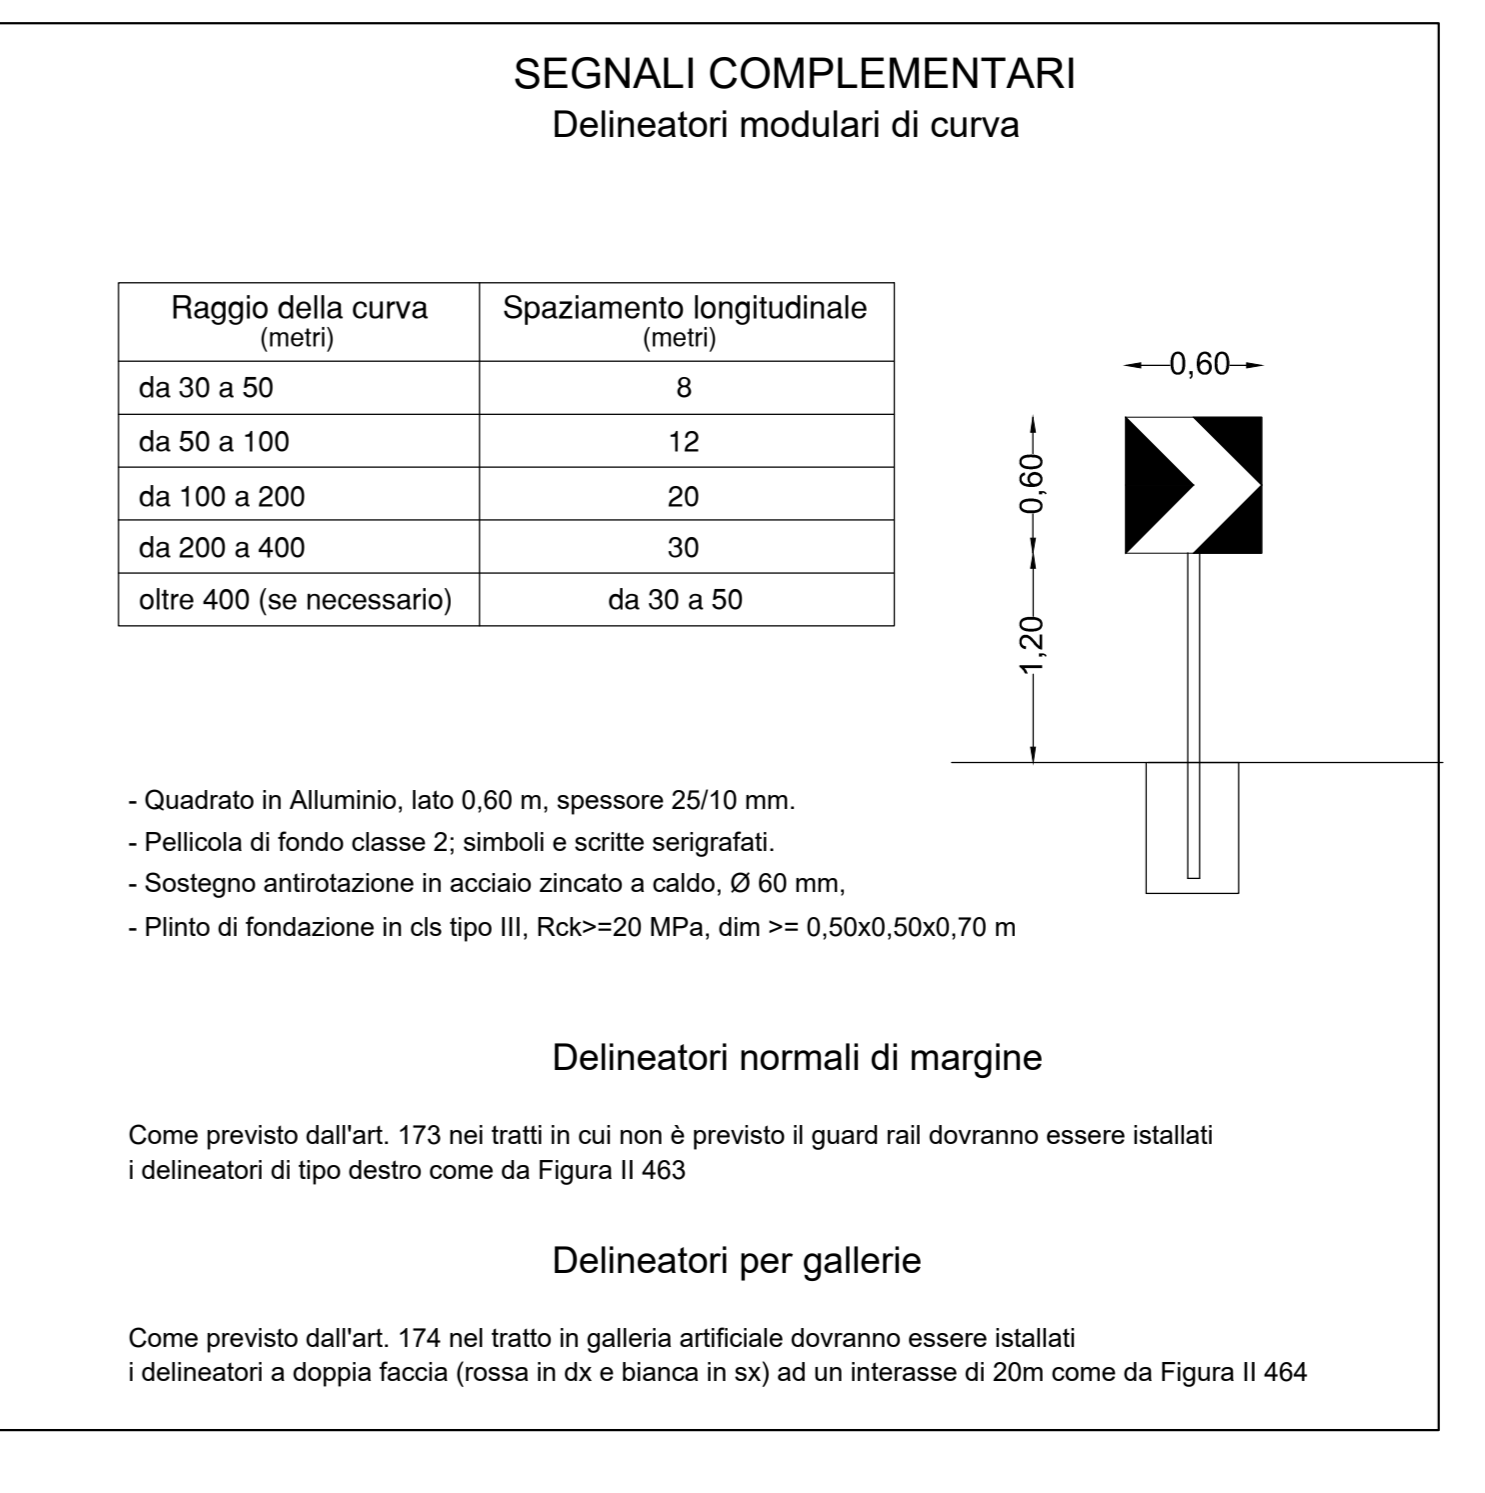 SEGNALI COMPLEMENTARI
Delineatori modulari di curva
Raggio della curva Spaziamento longitudinale
(metri) (metri)
da 30 a 50 8
da 50 a 100 12
da 100 a 200 20
da 200 a 400 30
oltre 400 (se necessario) da 30 a 50
0,60
0,60
1,20
- Quadrato in Alluminio, lato 0,60 m, spessore 25/10 mm.
- Pellicola di fondo classe 2; simboli e scritte serigrafati.
- Sostegno antirotazione in acciaio zincato a caldo, Ø 60 mm,
- Plinto di fondazione in cls tipo III, Rck>=20 MPa, dim >= 0,50x0,50x0,70 m
Delineatori normali di margine
Come previsto dall'art. 173 nei tratti in cui non è previsto il guard rail dovranno essere istallati
i delineatori di tipo destro come da Figura II 463
Delineatori per gallerie
Come previsto dall'art. 174 nel tratto in galleria artificiale dovranno essere istallati
i delineatori a doppia faccia (rossa in dx e bianca in sx) ad un interasse di 20m come da Figura II 464